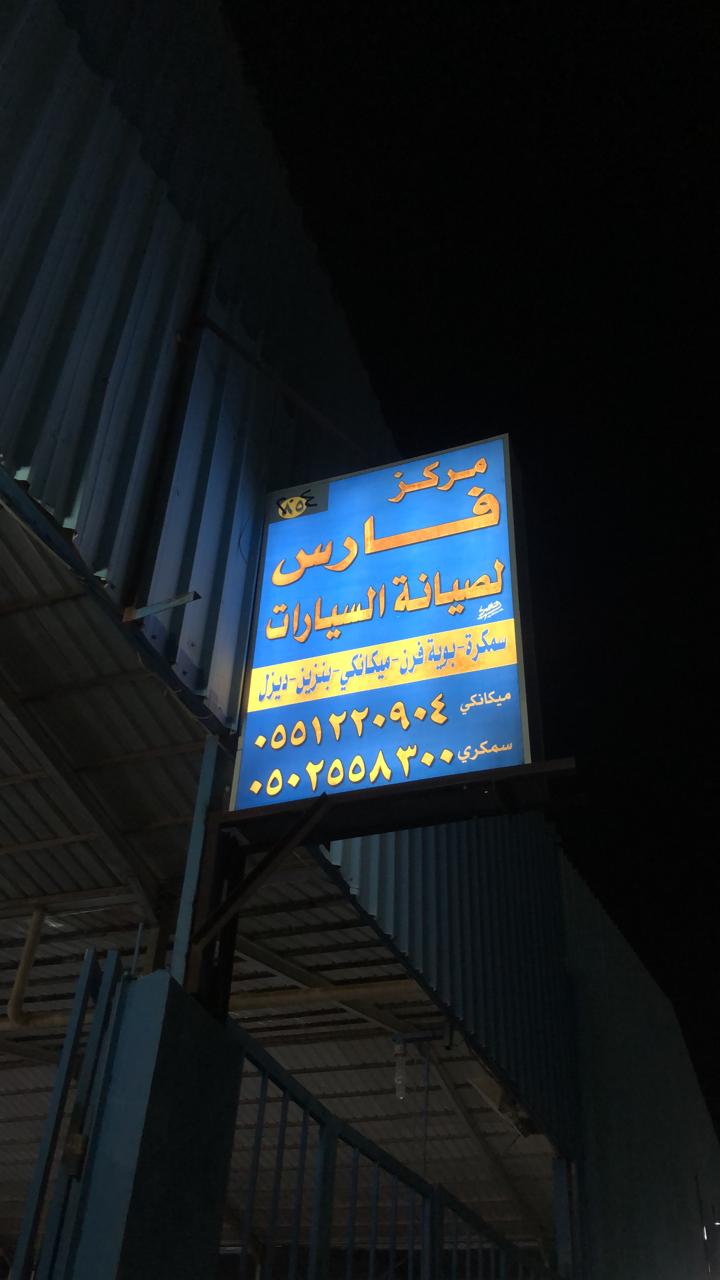 مركز
فارس
لصيانة السيارات
سمكرة-بوية فرن-ميكانكي-بنزين-ديزل
ميكانكي ٠٥٥١٢٢٠٩٠٤
سمكري ٠٥٠٢٥٥٨٣٠٠